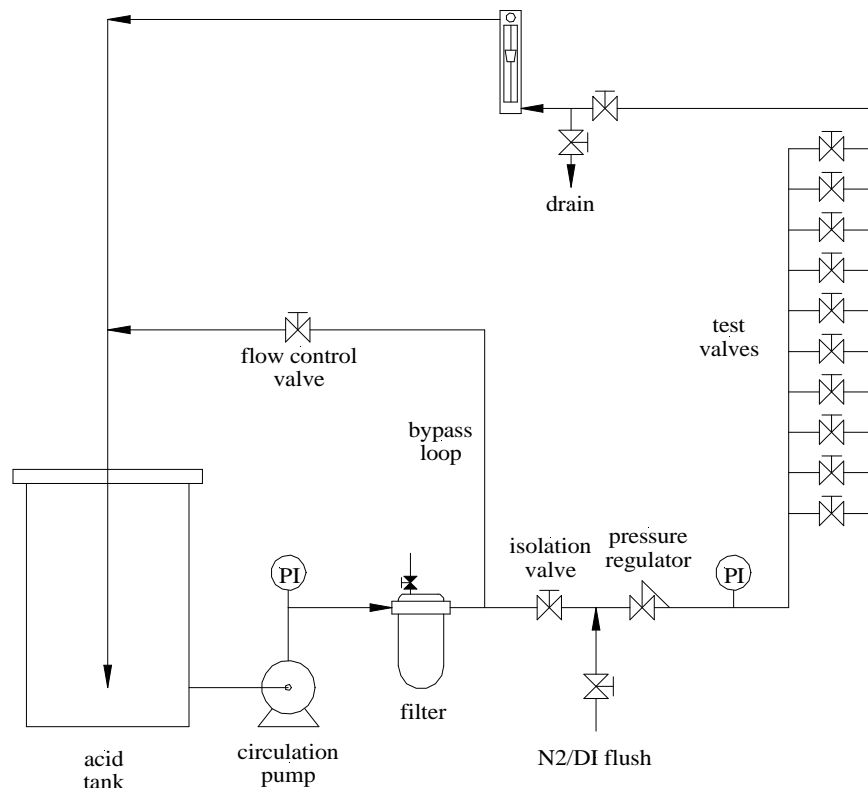 drain
test
valves
flow control
valve
bypass
loop
isolation
valve
pressure
regulator
PI
PI
filter
acid
tank
circulation
pump
N2/DI flush